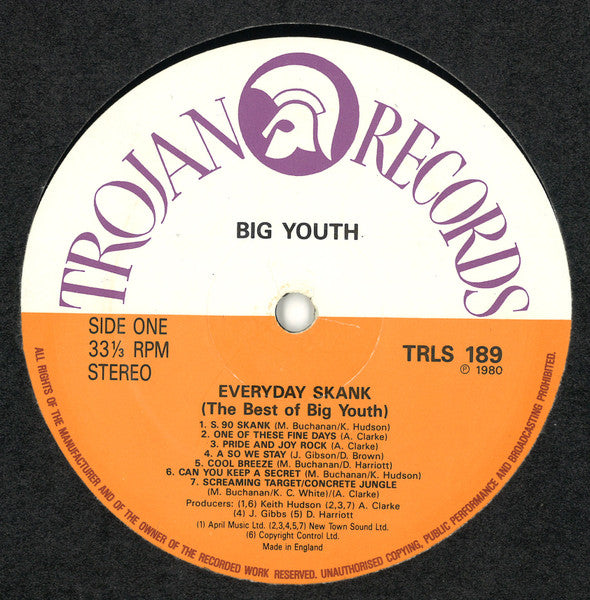 TROJAN RECORDS
BIG YOUTH
SIDE ONE
33⅓ RPM
STEREO
TRLS 189
℗ 1980
EVERYDAY SKANK
(The Best of Big Youth)
1. S. 90 SKANK (M. Buchanan/K. Hudson)
2. ONE OF THESE FINE DAYS (A. Clarke)
3. PRIDE AND JOY ROCK (A. Clarke)
4. A SO WE STAY (J. Gibson/D. Brown)
5. COOL BREEZE (M. Buchanan/D. Harriott)
6. CAN YOU KEEP A SECRET (M. Buchanan/K. Hudson)
7. SCREAMING TARGET/CONCRETE JUNGLE
(M. Buchanan/K. C. White)/(A. Clarke)
Producers: (1,6) Keith Hudson (2,3,7) A. Clarke
(4) J. Gibbs (5) D. Harriott
(1) April Music Ltd. (2,3,4,5,7) New Town Sound Ltd.
(6) Copyright Control Ltd.
Made in England
ALL RIGHTS OF THE MANUFACTURER AND OF THE OWNER OF THE RECORDED WORK RESERVED. UNAUTHORISED COPYING, PUBLIC PERFORMANCE AND BROADCASTING PROHIBITED.